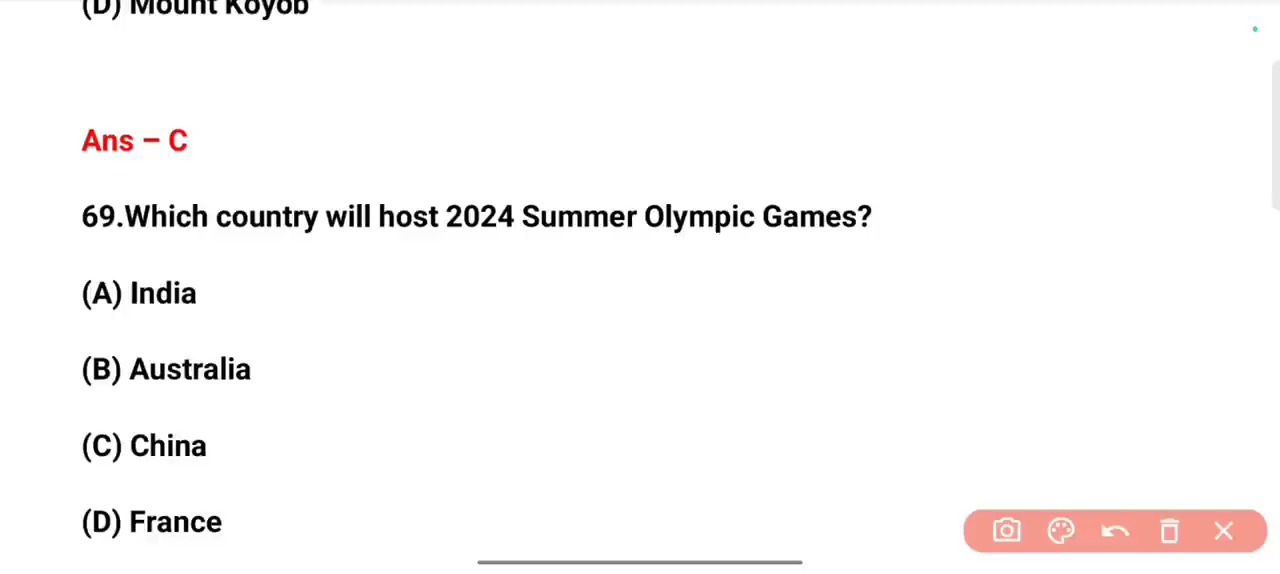 (D) Mount Koyob
Ans – C
69.Which country will host 2024 Summer Olympic Games?
(A) India
(B) Australia
(C) China
(D) France